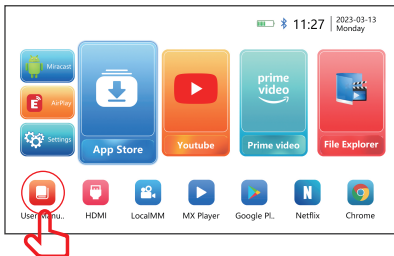 11:27
2023-03-13
Monday
Miracast
AirPlay
Settings
App Store
Youtube
prime
video
Prime video
File Explorer
User Manu..
HDMI
LocalMM
MX Player
Google Pl..
Netflix
Chrome